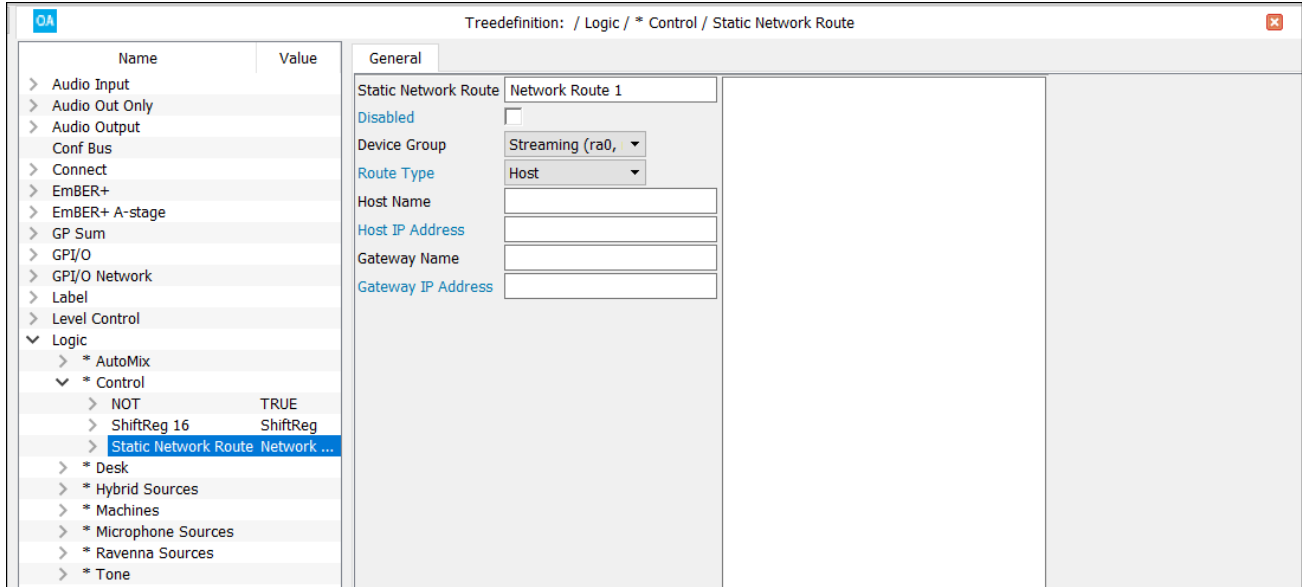 OA
Treedefinition: / Logic / * Control / Static Network Route
Name Value
General
Audio Input
Audio Out Only
Audio Output
Conf Bus
Connect
EmBER+
EmBER+ A-stage
GP Sum
GPI/O
GPI/O Network
Label
Level Control
Logic
* AutoMix
* Control
NOT TRUE
ShiftReg 16 ShiftReg
Static Network Route Network ...
* Desk
* Hybrid Sources
* Machines
* Microphone Sources
* Ravenna Sources
* Tone
Static Network Route Network Route 1
Disabled
Device Group Streaming (ra0,
Route Type Host
Host Name
Host IP Address
Gateway Name
Gateway IP Address